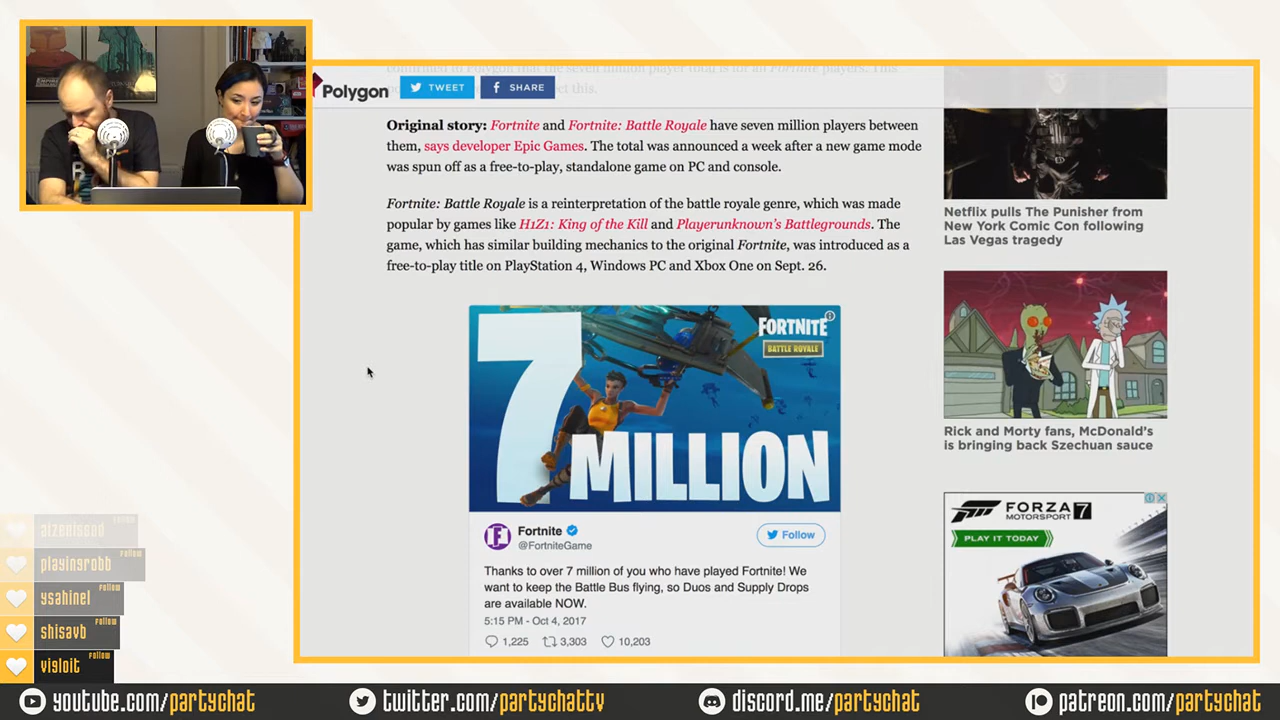 Polygon
TWEET
SHARE
Original story: Fortnite and Fortnite: Battle Royale have seven million players between
them, says developer Epic Games. The total was announced a week after a new game mode
was spun off as a free-to-play, standalone game on PC and console.
Fortnite: Battle Royale is a reinterpretation of the battle royale genre, which was made
popular by games like H1Z1: King of the Kill and Playerunknown's Battlegrounds. The
game, which has similar building mechanics to the original Fortnite, was introduced as a
free-to-play title on PlayStation 4, Windows PC and Xbox One on Sept. 26.
FORTNITE
BATTLE ROYALE
7
MILLION
Fortnite
@FortniteGame
Follow
Thanks to over 7 million of you who have played Fortnite! We
want to keep the Battle Bus flying, so Duos and Supply Drops
are available NOW.
5:15 PM - Oct 4, 2017
1,225 3,303 10,203
Netflix pulls The Punisher from
New York Comic Con following
Las Vegas tragedy
Rick and Morty fans, McDonald's
is bringing back Szechuan sauce
FORZA
MOTORSPORT 7
PLAY IT TODAY
playingrobb Follow
ysahinel Follow
shisavb Follow
vigloit Follow
youtube.com/partychat
twitter.com/partychattv
discord.me/partychat
patreon.com/partychat